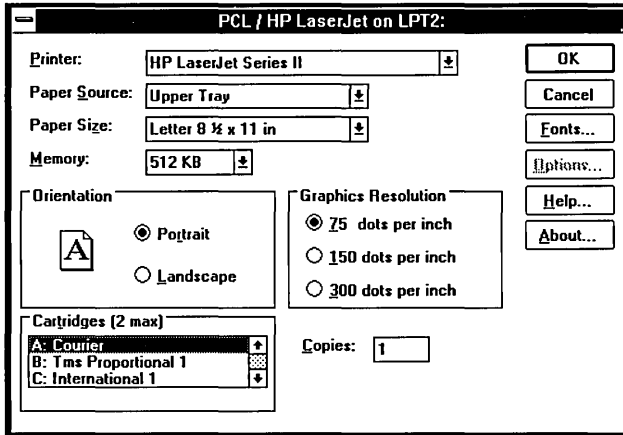 PCL / HP LaserJet on LPT2:
Printer: HP LaserJet Series II
Paper Source: Upper Tray
Paper Size: Letter 8 ½ x 11 in
Memory: 512 KB
OK
Cancel
Fonts...
Options...
Help...
About...
Orientation
A
Portrait
Landscape
Graphics Resolution
75 dots per inch
150 dots per inch
300 dots per inch
Cartridges (2 max)
A: Courier
B: Tms Proportional 1
C: International 1
Copies: 1